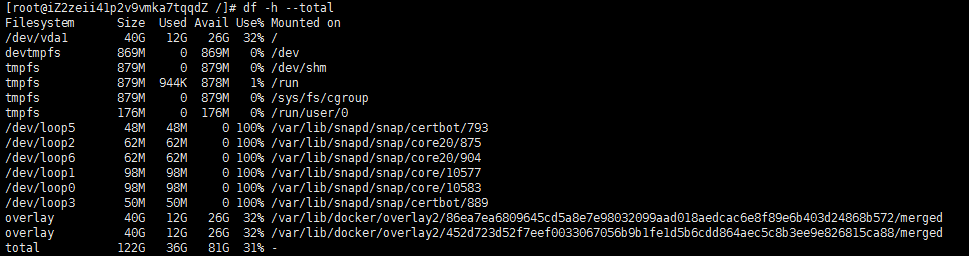 [root@iZ2zeii41p2v9vmka7tqqdZ /]# df -h --total
Filesystem      Size  Used Avail Use% Mounted on
/dev/vda1        40G   12G   26G  32% /
devtmpfs        869M     0  869M   0% /dev
tmpfs           879M     0  879M   0% /dev/shm
tmpfs           879M  944K  878M   1% /run
tmpfs           879M     0  879M   0% /sys/fs/cgroup
tmpfs           176M     0  176M   0% /run/user/0
/dev/loop5       48M   48M     0 100% /var/lib/snapd/snap/certbot/793
/dev/loop2       62M   62M     0 100% /var/lib/snapd/snap/core20/875
/dev/loop6       62M   62M     0 100% /var/lib/snapd/snap/core20/904
/dev/loop1       98M   98M     0 100% /var/lib/snapd/snap/core/10577
/dev/loop0       98M   98M     0 100% /var/lib/snapd/snap/core/10583
/dev/loop3       50M   50M     0 100% /var/lib/snapd/snap/certbot/889
overlay          40G   12G   26G  32% /var/lib/docker/overlay2/86ea7ea6809645cd5a8e7e98032099aad018aedcac6e8f89e6b403d24868b572/merged
overlay          40G   12G   26G  32% /var/lib/docker/overlay2/452d723d52f7eef0033067056b9b1fe1d5b6cdd864aec5c8b3ee9e826815ca88/merged
total           122G   36G   81G  31% -